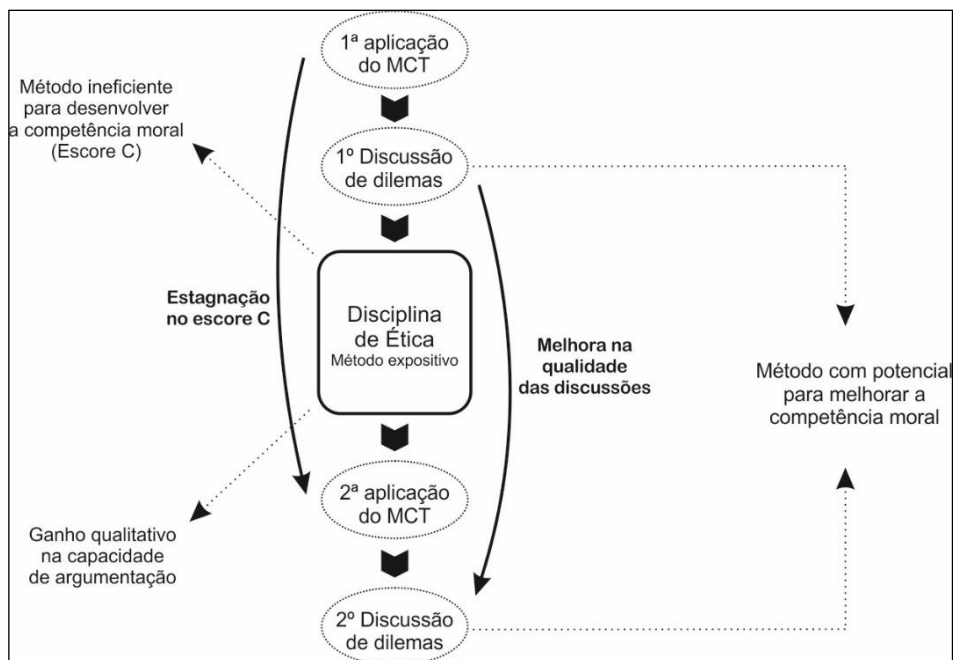 1ª aplicação
do MCT
Método ineficiente
para desenvolver
a competência moral
(Escore C)
1º Discussão
de dilemas
Estagnação
no escore C
Disciplina
de Ética
Método expositivo
Melhora na
qualidade
das discussões
Método com potencial
para melhorar a
competência moral
2ª aplicação
do MCT
Ganho qualitativo
na capacidade
de argumentação
2º Discussão
de dilemas